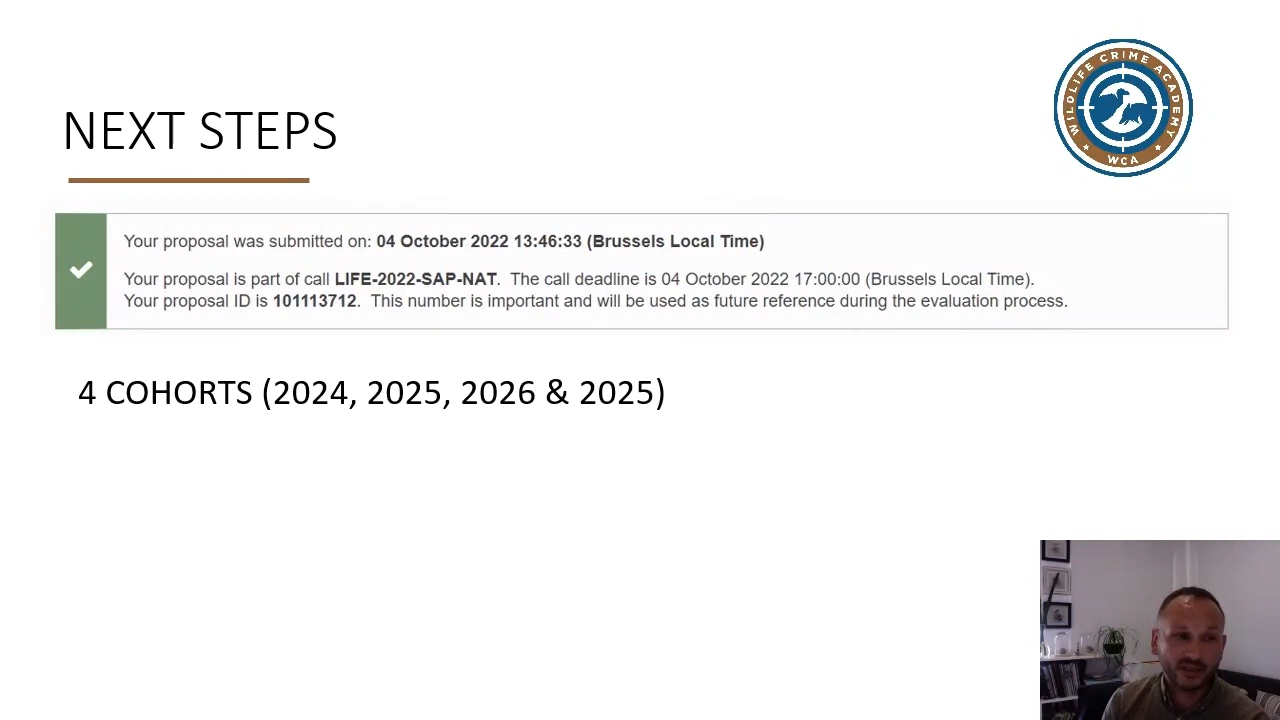 WILDLIFE CRIME ACADEMY
WCA
NEXT STEPS
Your proposal was submitted on: 04 October 2022 13:46:33 (Brussels Local Time)
Your proposal is part of call LIFE-2022-SAP-NAT. The call deadline is 04 October 2022 17:00:00 (Brussels Local Time).
Your proposal ID is 101113712. This number is important and will be used as future reference during the evaluation process.
4 COHORTS (2024, 2025, 2026 & 2025)